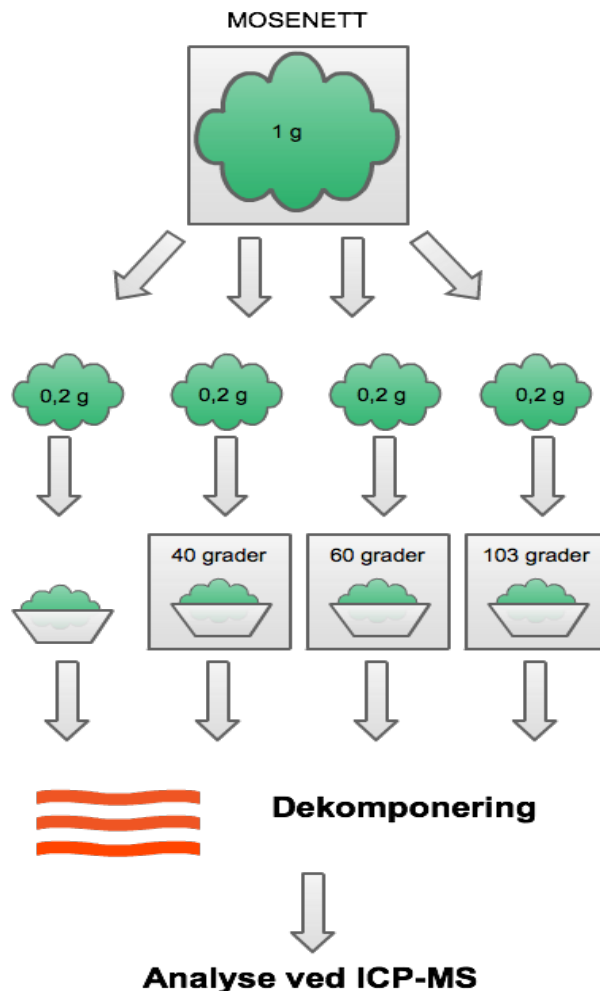 MOSENETT
1 g
0,2 g 0,2 g 0,2 g 0,2 g
40 grader 60 grader 103 grader
Dekomponering
Analyse ved ICP-MS